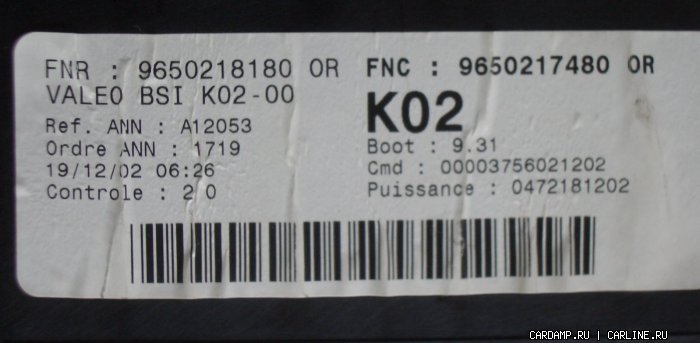 FNR : 9650218180 OR
VALEO BSI K02-00
Ref. ANN : A12053
Ordre ANN : 1719
19/12/02 06:26
Controle : 2 0
FNC : 9650217480 OR
K02
Boot : 9.31
Cmd : 00003756021202
Puissance : 0472181202
CARDAMP.RU | CARLINE.RU